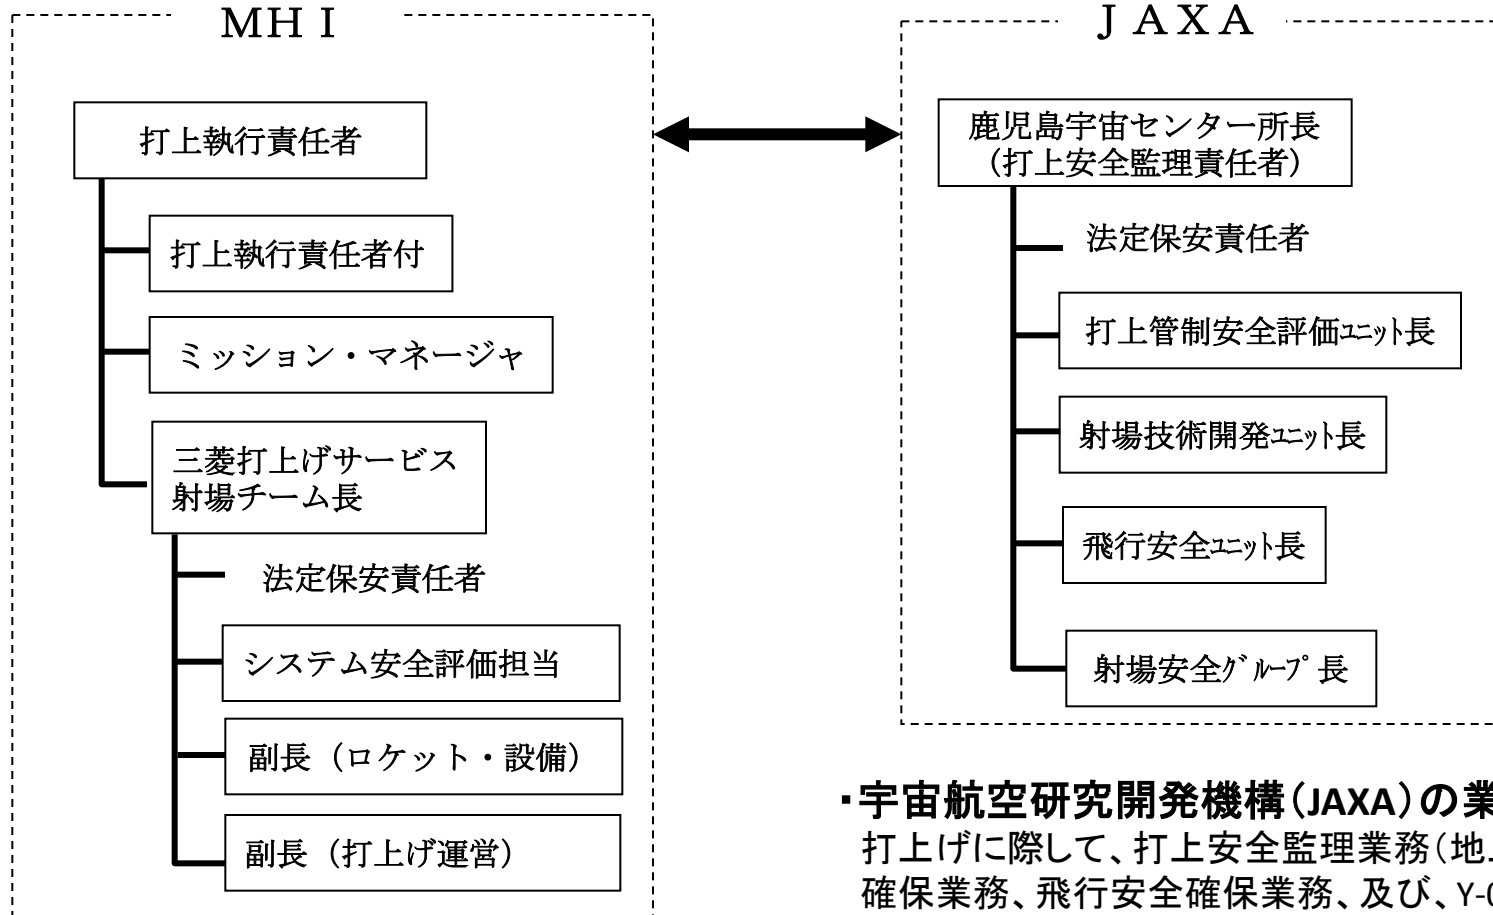 ＭＨＩ
打上執行責任者
打上執行責任者付
ミッション・マネージャ
三菱打上げサービス
射場チーム長
法定保安責任者
システム安全評価担当
副長（ロケット・設備）
副長（打上げ運営）
ＪＡＸＡ
鹿児島宇宙センター所長
（打上安全監理責任者）
法定保安責任者
打上管制安全評価ﾕﾆｯﾄ長
射場技術開発ﾕﾆｯﾄ長
飛行安全ﾕﾆｯﾄ長
射場安全ｸﾞﾙｰﾌﾟ長
・宇宙航空研究開発機構（JAXA）の業
打上げに際して、打上安全監理業務（地上
確保業務、飛行安全確保業務、及び、Y-0